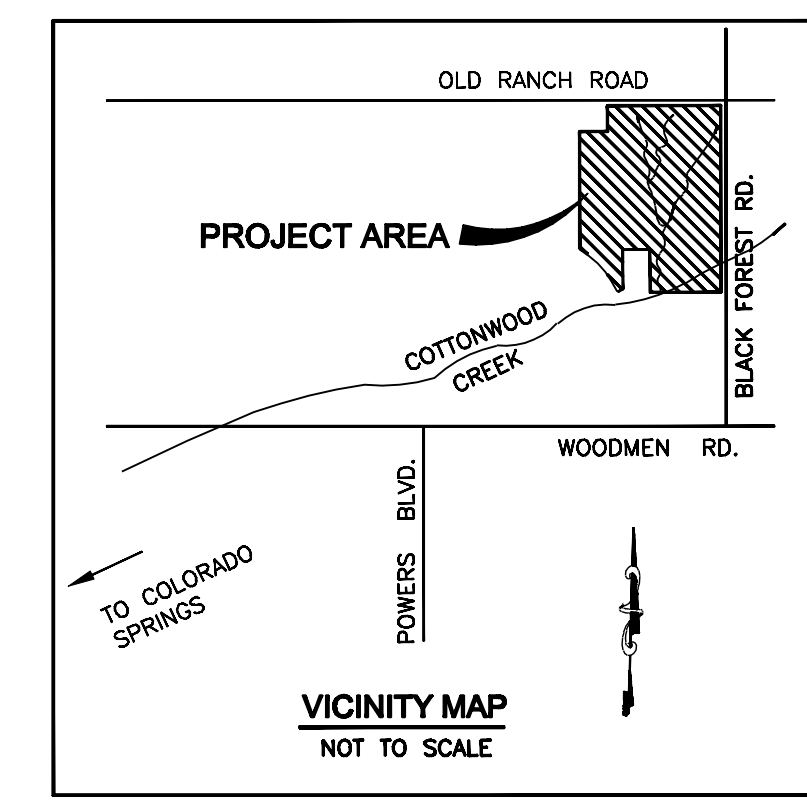 OLD RANCH ROAD
PROJECT AREA
BLACK FOREST RD.
COTTONWOOD
CREEK
WOODMEN RD.
POWERS BLVD.
TO COLORADO
SPRINGS
VICINITY MAP
NOT TO SCALE